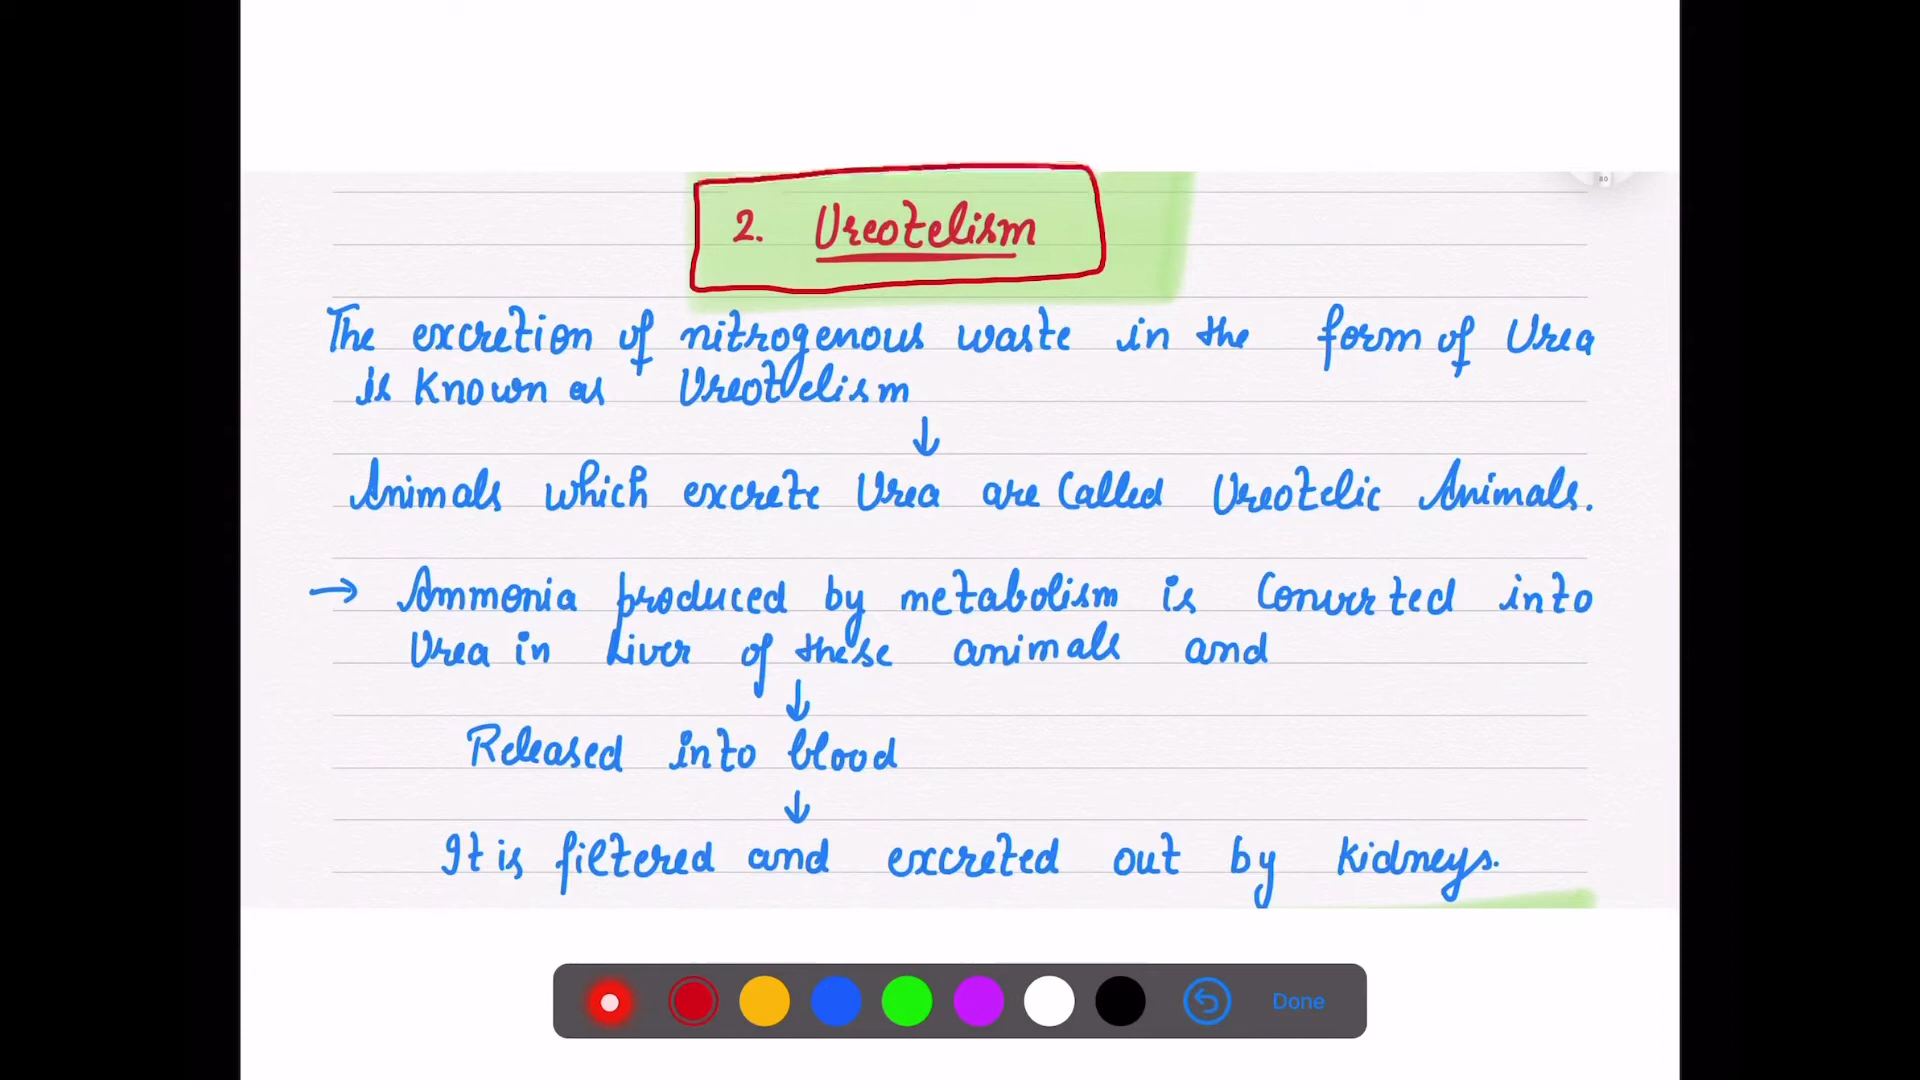 2. Ureotelism
The excretion of nitrogenous waste in the form of Urea
is Known as Ureotelism
↓
Animals which excrete Urea are Called Ureotelic Animals.
→ Ammonia produced by metabolism is Converted into
Urea in Liver of these animals and
↓
Released into blood
↓
It is filtered and excreted out by kidneys.
Done